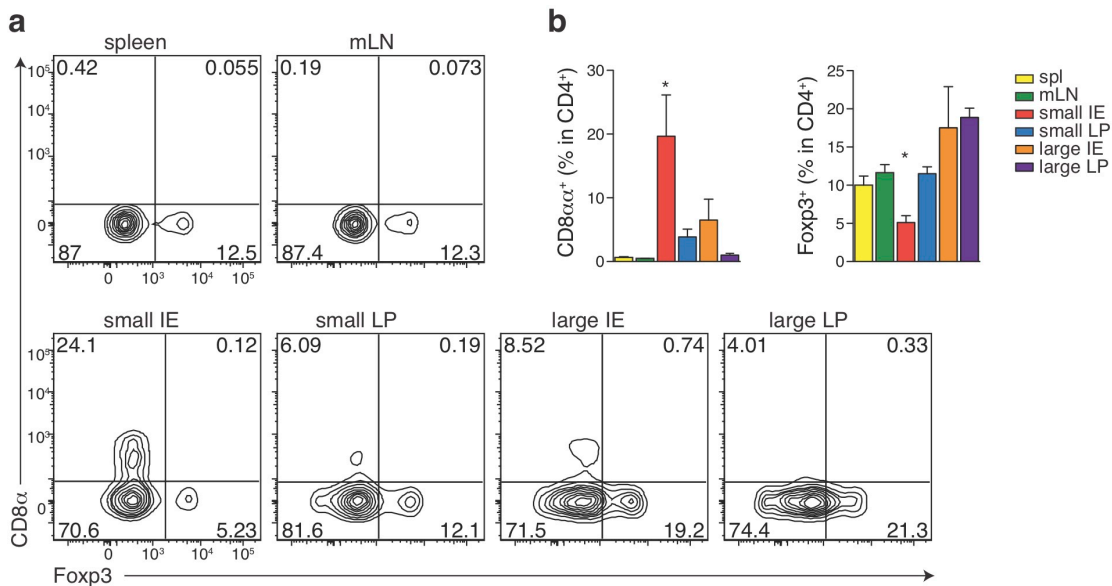 a
spleen
mLN
0.42
0.055
0.19
0.073
10⁵
10⁴
10³
0
87
12.5
87.4
12.3
0 10³ 10⁴ 10⁵
0 10³ 10⁴ 10⁵
small IE
small LP
large IE
large LP
24.1
0.12
6.09
0.19
8.52
0.74
4.01
0.33
10⁵
10⁴
10³
0
70.6
5.23
81.6
12.1
71.5
19.2
74.4
21.3
0 10³ 10⁴ 10⁵
CD8α
Foxp3
b
CD8αα⁺ (% in CD4⁺)
30
20
10
0
*
Foxp3⁺ (% in CD4⁺)
25
20
15
10
5
0
*
spl
mLN
small IE
small LP
large IE
large LP